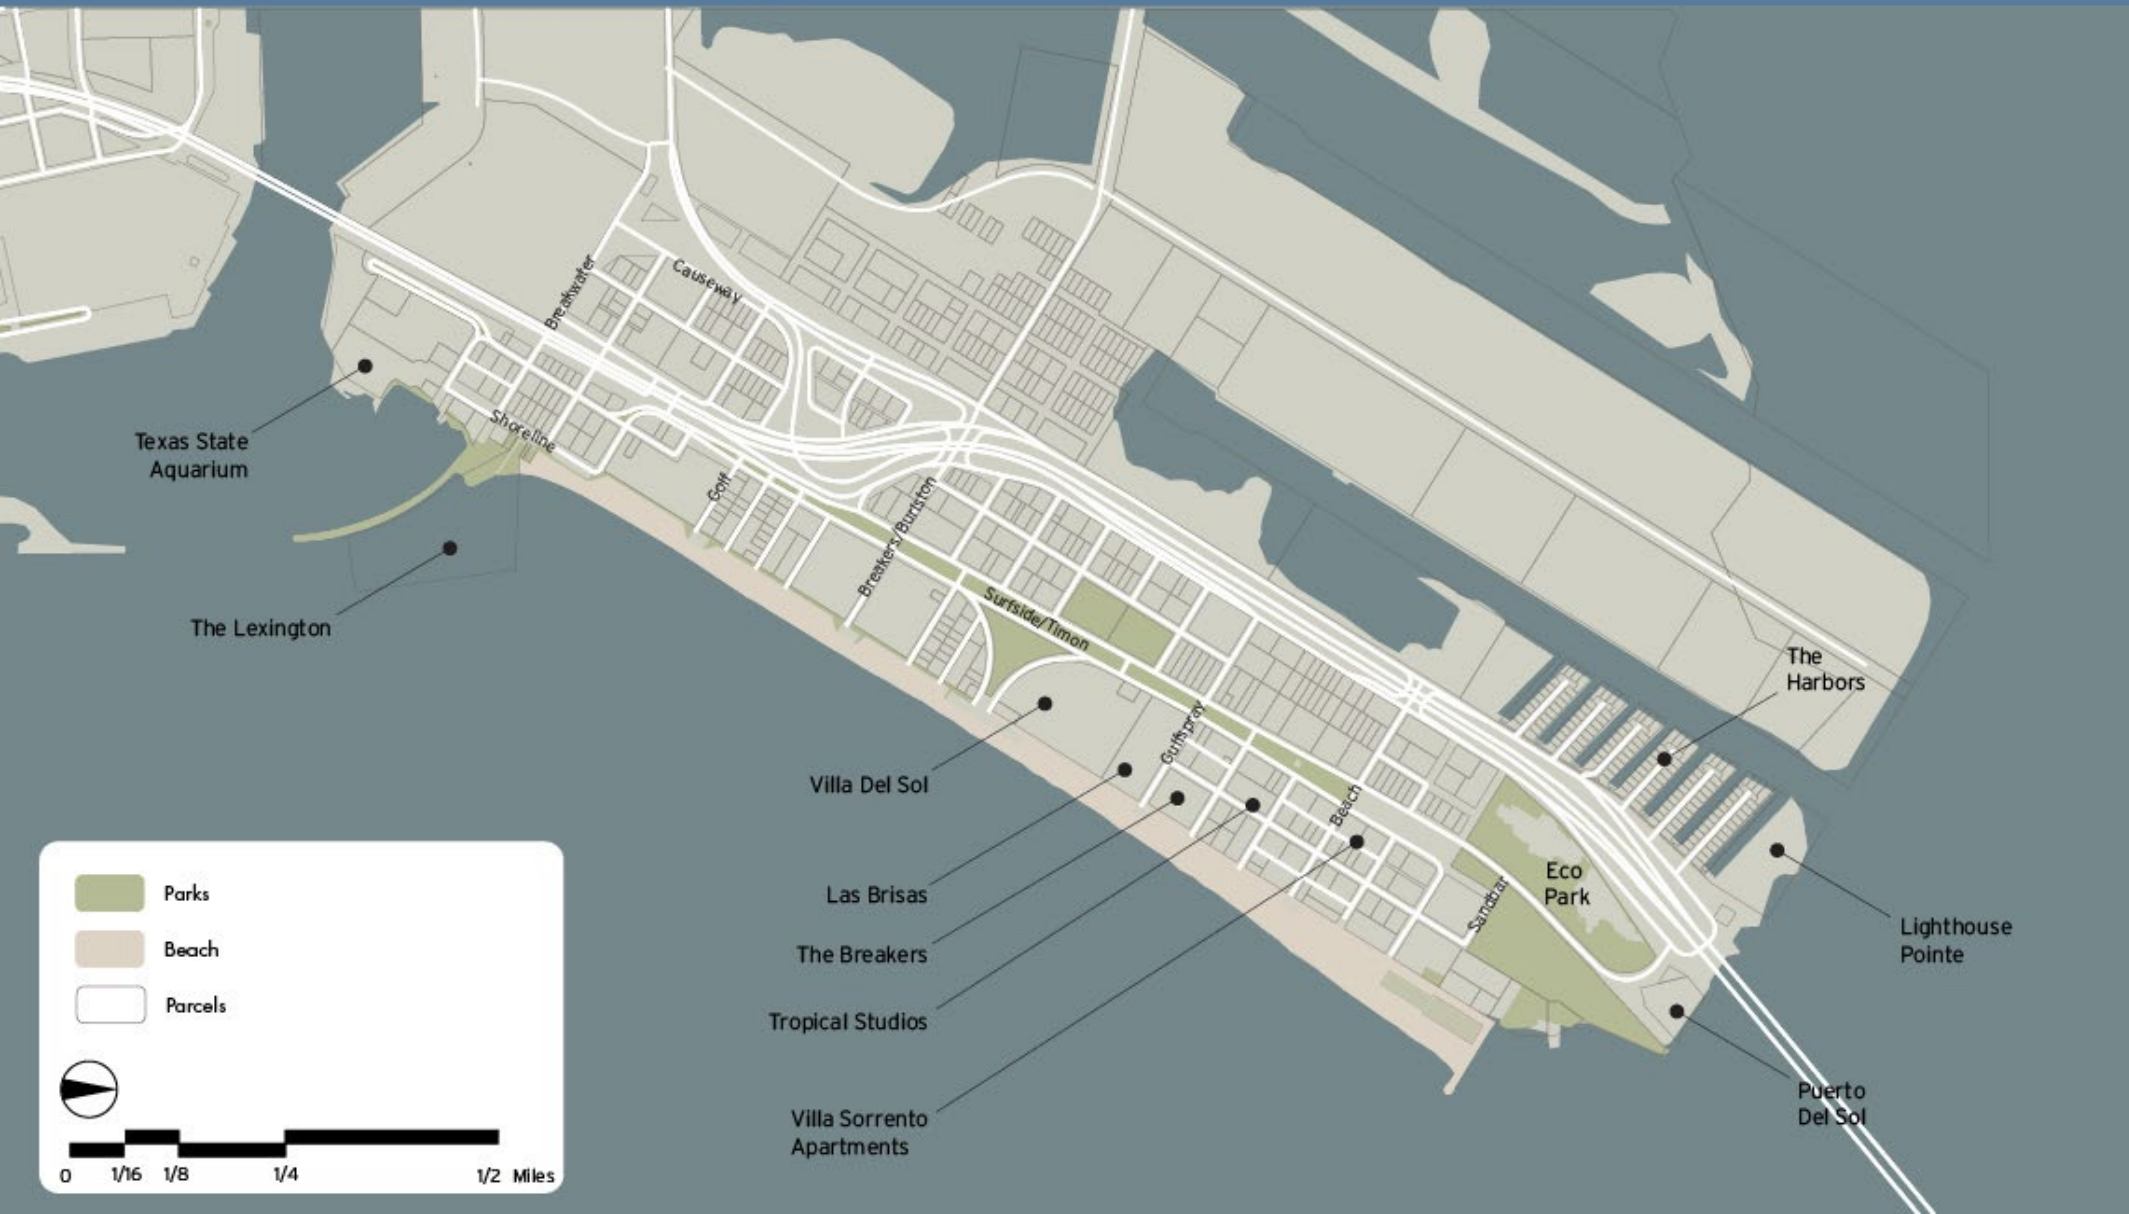 Breakwater
Causeway
Shoreline
Texas State
Aquarium
Golf
Breakers/Burlston
The Lexington
Surfside/Timon
The
Harbors
Gulfspray
Villa Del Sol
Beach
Las Brisas
Eco
Park
Sandbar
The Breakers
Lighthouse
Pointe
Tropical Studios
Villa Sorrento
Apartments
Puerto
Del Sol
Parks
Beach
Parcels
0 1/16 1/8 1/4 1/2 Miles